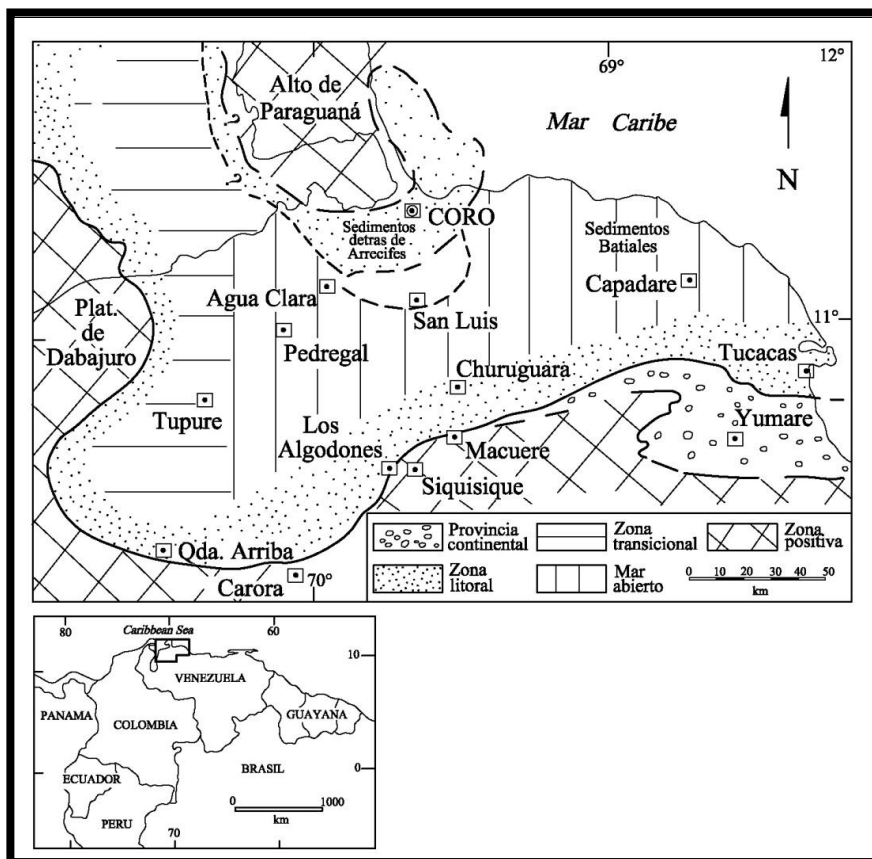 69°
12°
Alto de
Paraguaná
Mar Caribe
N
?
?
CORO
Sedimentos
detras de
Arrecifes
Sedimentos
Batiales
Capadare
Agua Clara
San Luis
11°
Plat.
de
Dabajuro
Pedregal
Tucacas
Churuguara
Tupure
Los
Algodones
Yumare
Macuere
Siquisique
Qda. Arriba
Carora
70°
Provincia
continental
Zona
transicional
Zona
positiva
Zona
litoral
Mar
abierto
0 10 20 30 40 50
km
80
Caribbean Sea
60
10
VENEZUELA
PANAMA
GUAYANA
COLOMBIA
BRASIL
0
ECUADOR
0 1000
km
PERU
70